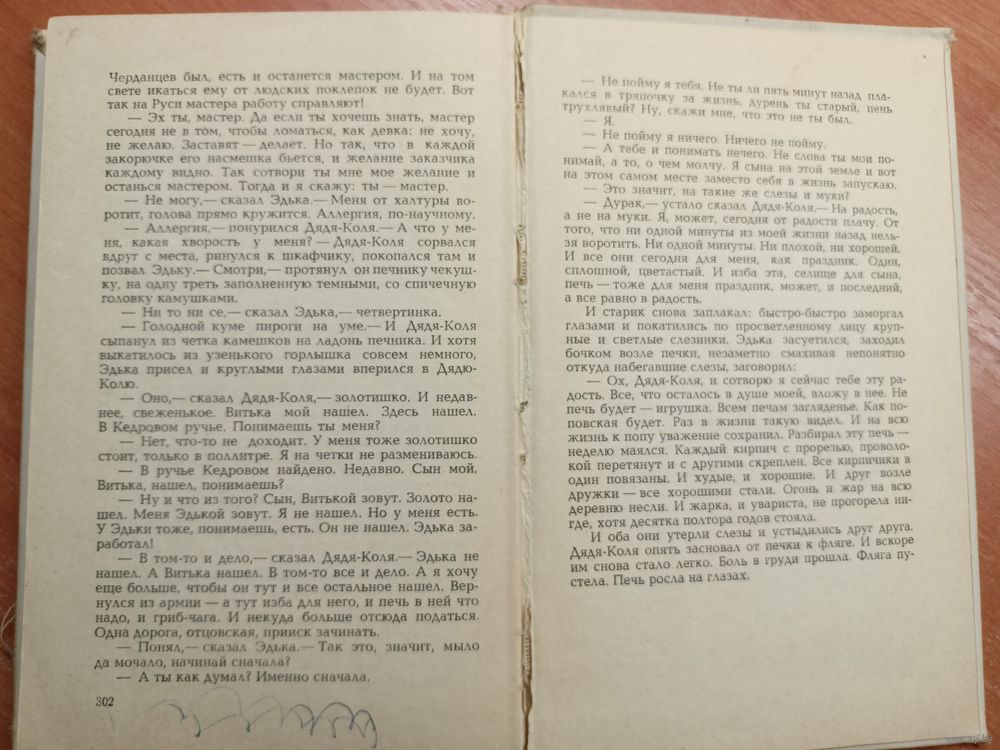 Черданцев был, есть и останется мастером. И на том
свете икаться ему от людских поклепок не будет. Вот
так на Руси мастера работу справляют!
— Эх ты, мастер. Да если ты хочешь знать, мастер
сегодня не в том, чтобы ломаться, как девка: не хочу,
не желаю. Заставят — делает. Но так, что в каждой
закорючке его насмешка бьется, и желание заказчика
каждому видно. Так сотвори ты мне мое желание и
останься мастером. Тогда и я скажу: ты — мастер.
— Не могу,— сказал Эдька.— Меня от халтуры во-
ротит, голова прямо кружится. Аллергия, по-научному.
— Аллергия,— понурился Дядя-Коля.— А что у ме-
ня, какая хворость у меня? — Дядя-Коля сорвался
вдруг с места, ринулся к шкафчику, покопался там и
позвал Эдьку.— Смотри,— протянул он печнику чекуш-
ку, на одну треть заполненную темными, со спичечную
головку камушками.
— Ни то ни се,— сказал Эдька,— четвертинка.
— Голодной куме пироги на уме.— И Дядя-Коля
сыпанул из четка камешков на ладонь печника. И хотя
выкатилось из узенького горлышка совсем немного,
Эдька присел и круглыми глазами вперился в Дядю-
Колю.
— Оно,— сказал Дядя-Коля,— золотишко. И недав-
нее, свеженькое. Витька мой нашел. Здесь нашел.
В Кедровом ручье. Понимаешь ты меня?
— Нет, что-то не доходит. У меня тоже золотишко
стоит, только в поллитре. Я на четки не размениваюсь.
— В ручье Кедровом найдено. Недавно. Сын мой,
Витька, нашел, понимаешь?
— Ну и что из того? Сын, Витькой зовут. Золото на-
шел. Меня Эдькой зовут. Я не нашел. Но у меня есть.
У Эдьки тоже, понимаешь, есть. Он не нашел. Эдька за-
работал!
— В том-то и дело,— сказал Дядя-Коля.— Эдька не
нашел. А Витька нашел. В том-то все и дело. А я хочу
еще больше, чтобы он тут и все остальное нашел. Вер-
нулся из армии — а тут изба для него, и печь в ней что
надо, и гриб-чага. И некуда больше отсюда податься.
Одна дорога, отцовская, прииск зачинать.
— Понял,— сказал Эдька.— Так это, значит, мыло
да мочало, начинай сначала?
— А ты как думал? Именно сначала.
302
— Не пойму я тебя. Не ты ли пять минут назад пла-
кался в тряпочку за жизнь, дурень ты старый, пень
трухлявый? Ну, скажи мне, что это не ты был.
— Я.
— Не пойму я ничего. Ничего не пойму.
— А тебе и понимать нечего. Не слова ты мои по-
нимай, а то, о чем молчу. Я сына на этой земле и вот
на этом самом месте заместо себя в жизнь запускаю.
— Это значит, на такие же слезы и муки?
— Дурак,— устало сказал Дядя-Коля.— На радость,
а не на муки. Я, может, сегодня от радости плачу. От
того, что ни одной минуты из моей жизни назад нель-
зя воротить. Ни одной минуты. Ни плохой, ни хорошей.
И все они сегодня для меня, как праздник. Один,
сплошной, цветастый. И изба эта, селище для сына,
печь — тоже для меня праздник, может, и последний,
а все равно в радость.
И старик снова заплакал: быстро-быстро заморгал
глазами и покатились по просветленному лицу круп-
ные и светлые слезинки. Эдька засуетился, заходил
бочком возле печки, незаметно смахивая непонятно
откуда набегавшие слезы, заговорил:
— Ох, Дядя-Коля, и сотворю я сейчас тебе эту ра-
дость. Все, что осталось в душе моей, вложу в нее. Не
печь будет — игрушка. Всем печам загляденье. Как по-
повская будет. Раз в жизни такую видел. И на всю
жизнь к попу уважение сохранил. Разбирал эту печь —
неделю маялся. Каждый кирпич с прорезью, проволо-
кой перетянут и с другими скреплен. Все кирпичики в
один повязаны. И худые, и хорошие. И друг возле
дружки — все хорошими стали. Огонь и жар на всю
деревню несли. И жарка, и увариста, не прогорела ни-
где, хотя десятка полтора годов стояла.
И оба они утерли слезы и устыдились друг друга.
Дядя-Коля опять засновал от печки к фляге. И вскоре
им снова стало легко. Боль в груди прошла. Фляга пу-
стела. Печь росла на глазах.